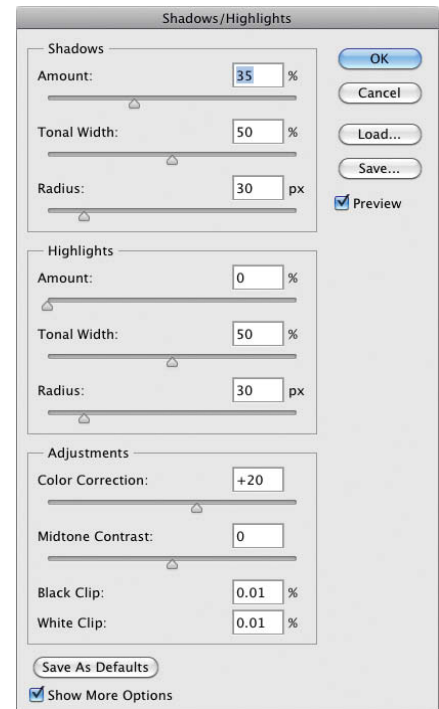 Shadows/Highlights
Shadows
Amount: 35 %
Tonal Width: 50 %
Radius: 30 px
Highlights
Amount: 0 %
Tonal Width: 50 %
Radius: 30 px
Adjustments
Color Correction: +20
Midtone Contrast: 0
Black Clip: 0.01 %
White Clip: 0.01 %
Save As Defaults
Show More Options
OK
Cancel
Load...
Save...
Preview